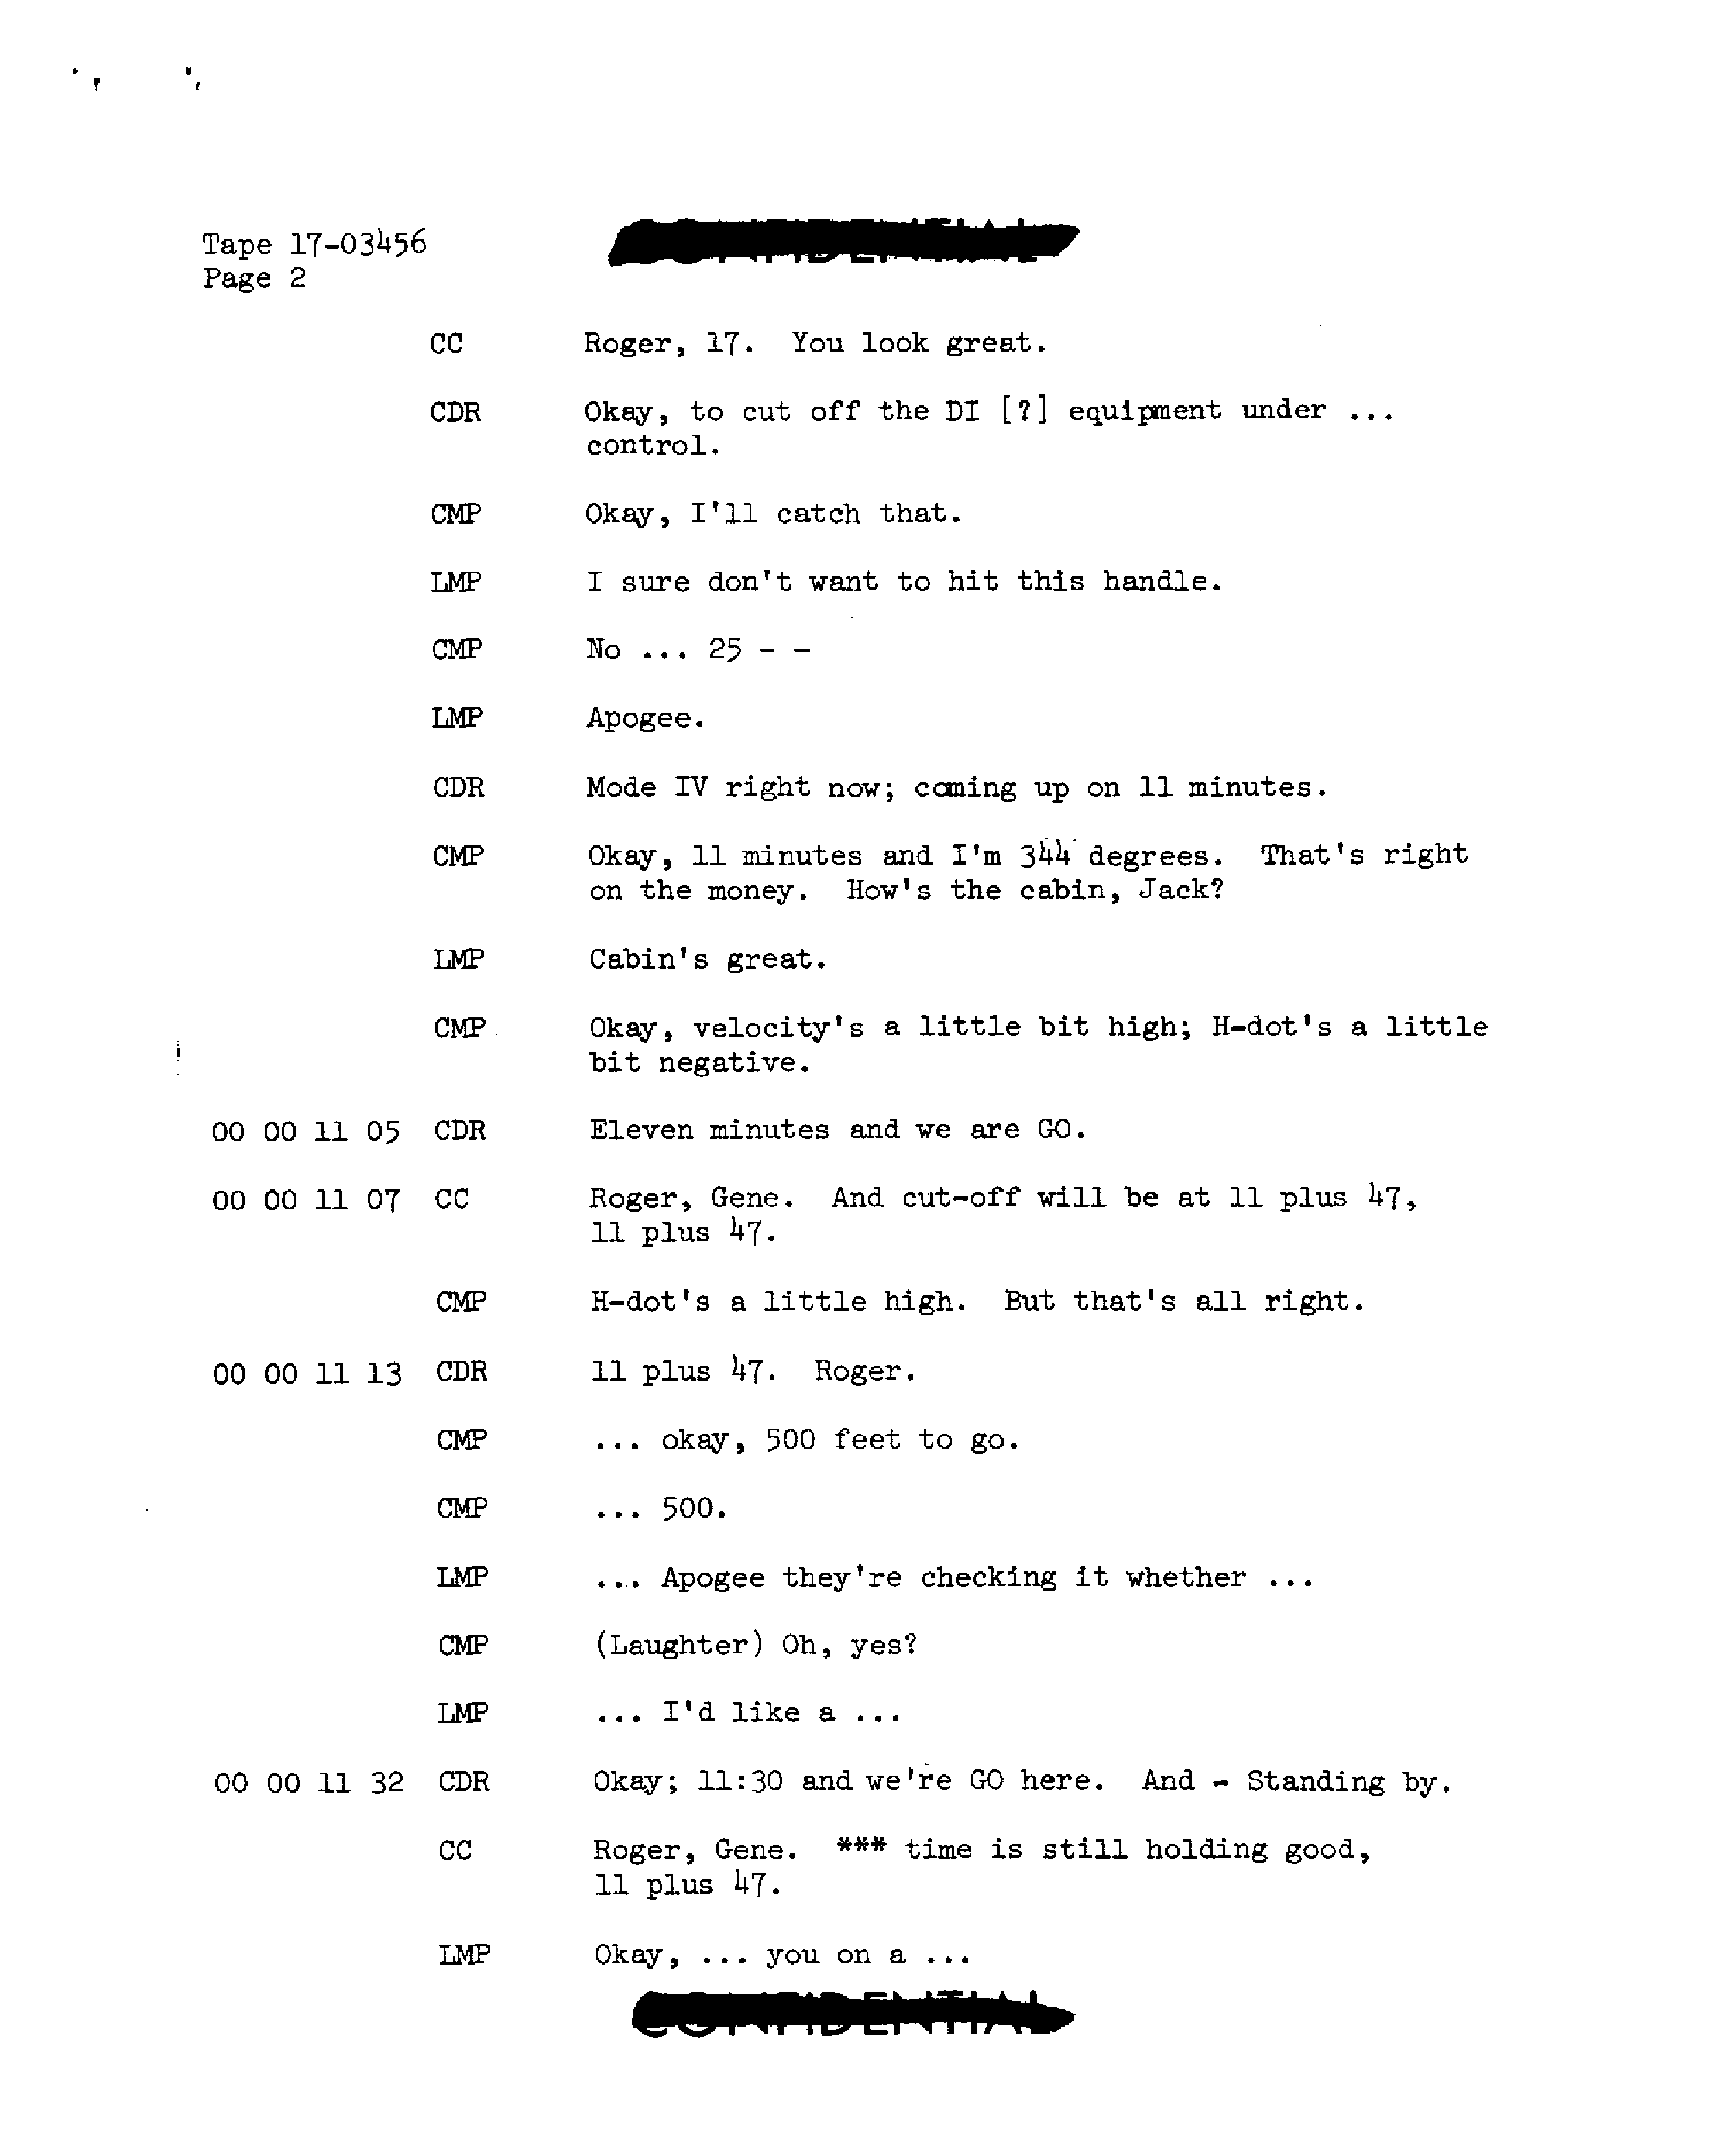 Tape 17-03456
Page 2
CONFIDENTIAL
CC Roger, 17. You look great.
CDR Okay, to cut off the DI [?] equipment under ...
control.
CMP Okay, I'll catch that.
LMP I sure don't want to hit this handle.
CMP No ... 25 - -
LMP Apogee.
CDR Mode IV right now; coming up on 11 minutes.
CMP Okay, 11 minutes and I'm 344 degrees. That's right
on the money. How's the cabin, Jack?
LMP Cabin's great.
CMP Okay, velocity's a little bit high; H-dot's a little
bit negative.
00 00 11 05 CDR Eleven minutes and we are GO.
00 00 11 07 CC Roger, Gene. And cut-off will be at 11 plus 47,
11 plus 47.
CMP H-dot's a little high. But that's all right.
00 00 11 13 CDR 11 plus 47. Roger.
CMP ... okay, 500 feet to go.
CMP ... 500.
LMP ... Apogee they're checking it whether ...
CMP (Laughter) Oh, yes?
LMP ... I'd like a ...
00 00 11 32 CDR Okay; 11:30 and we're GO here. And - Standing by.
CC Roger, Gene. *** time is still holding good,
11 plus 47.
LMP Okay, ... you on a ...
CONFIDENTIAL